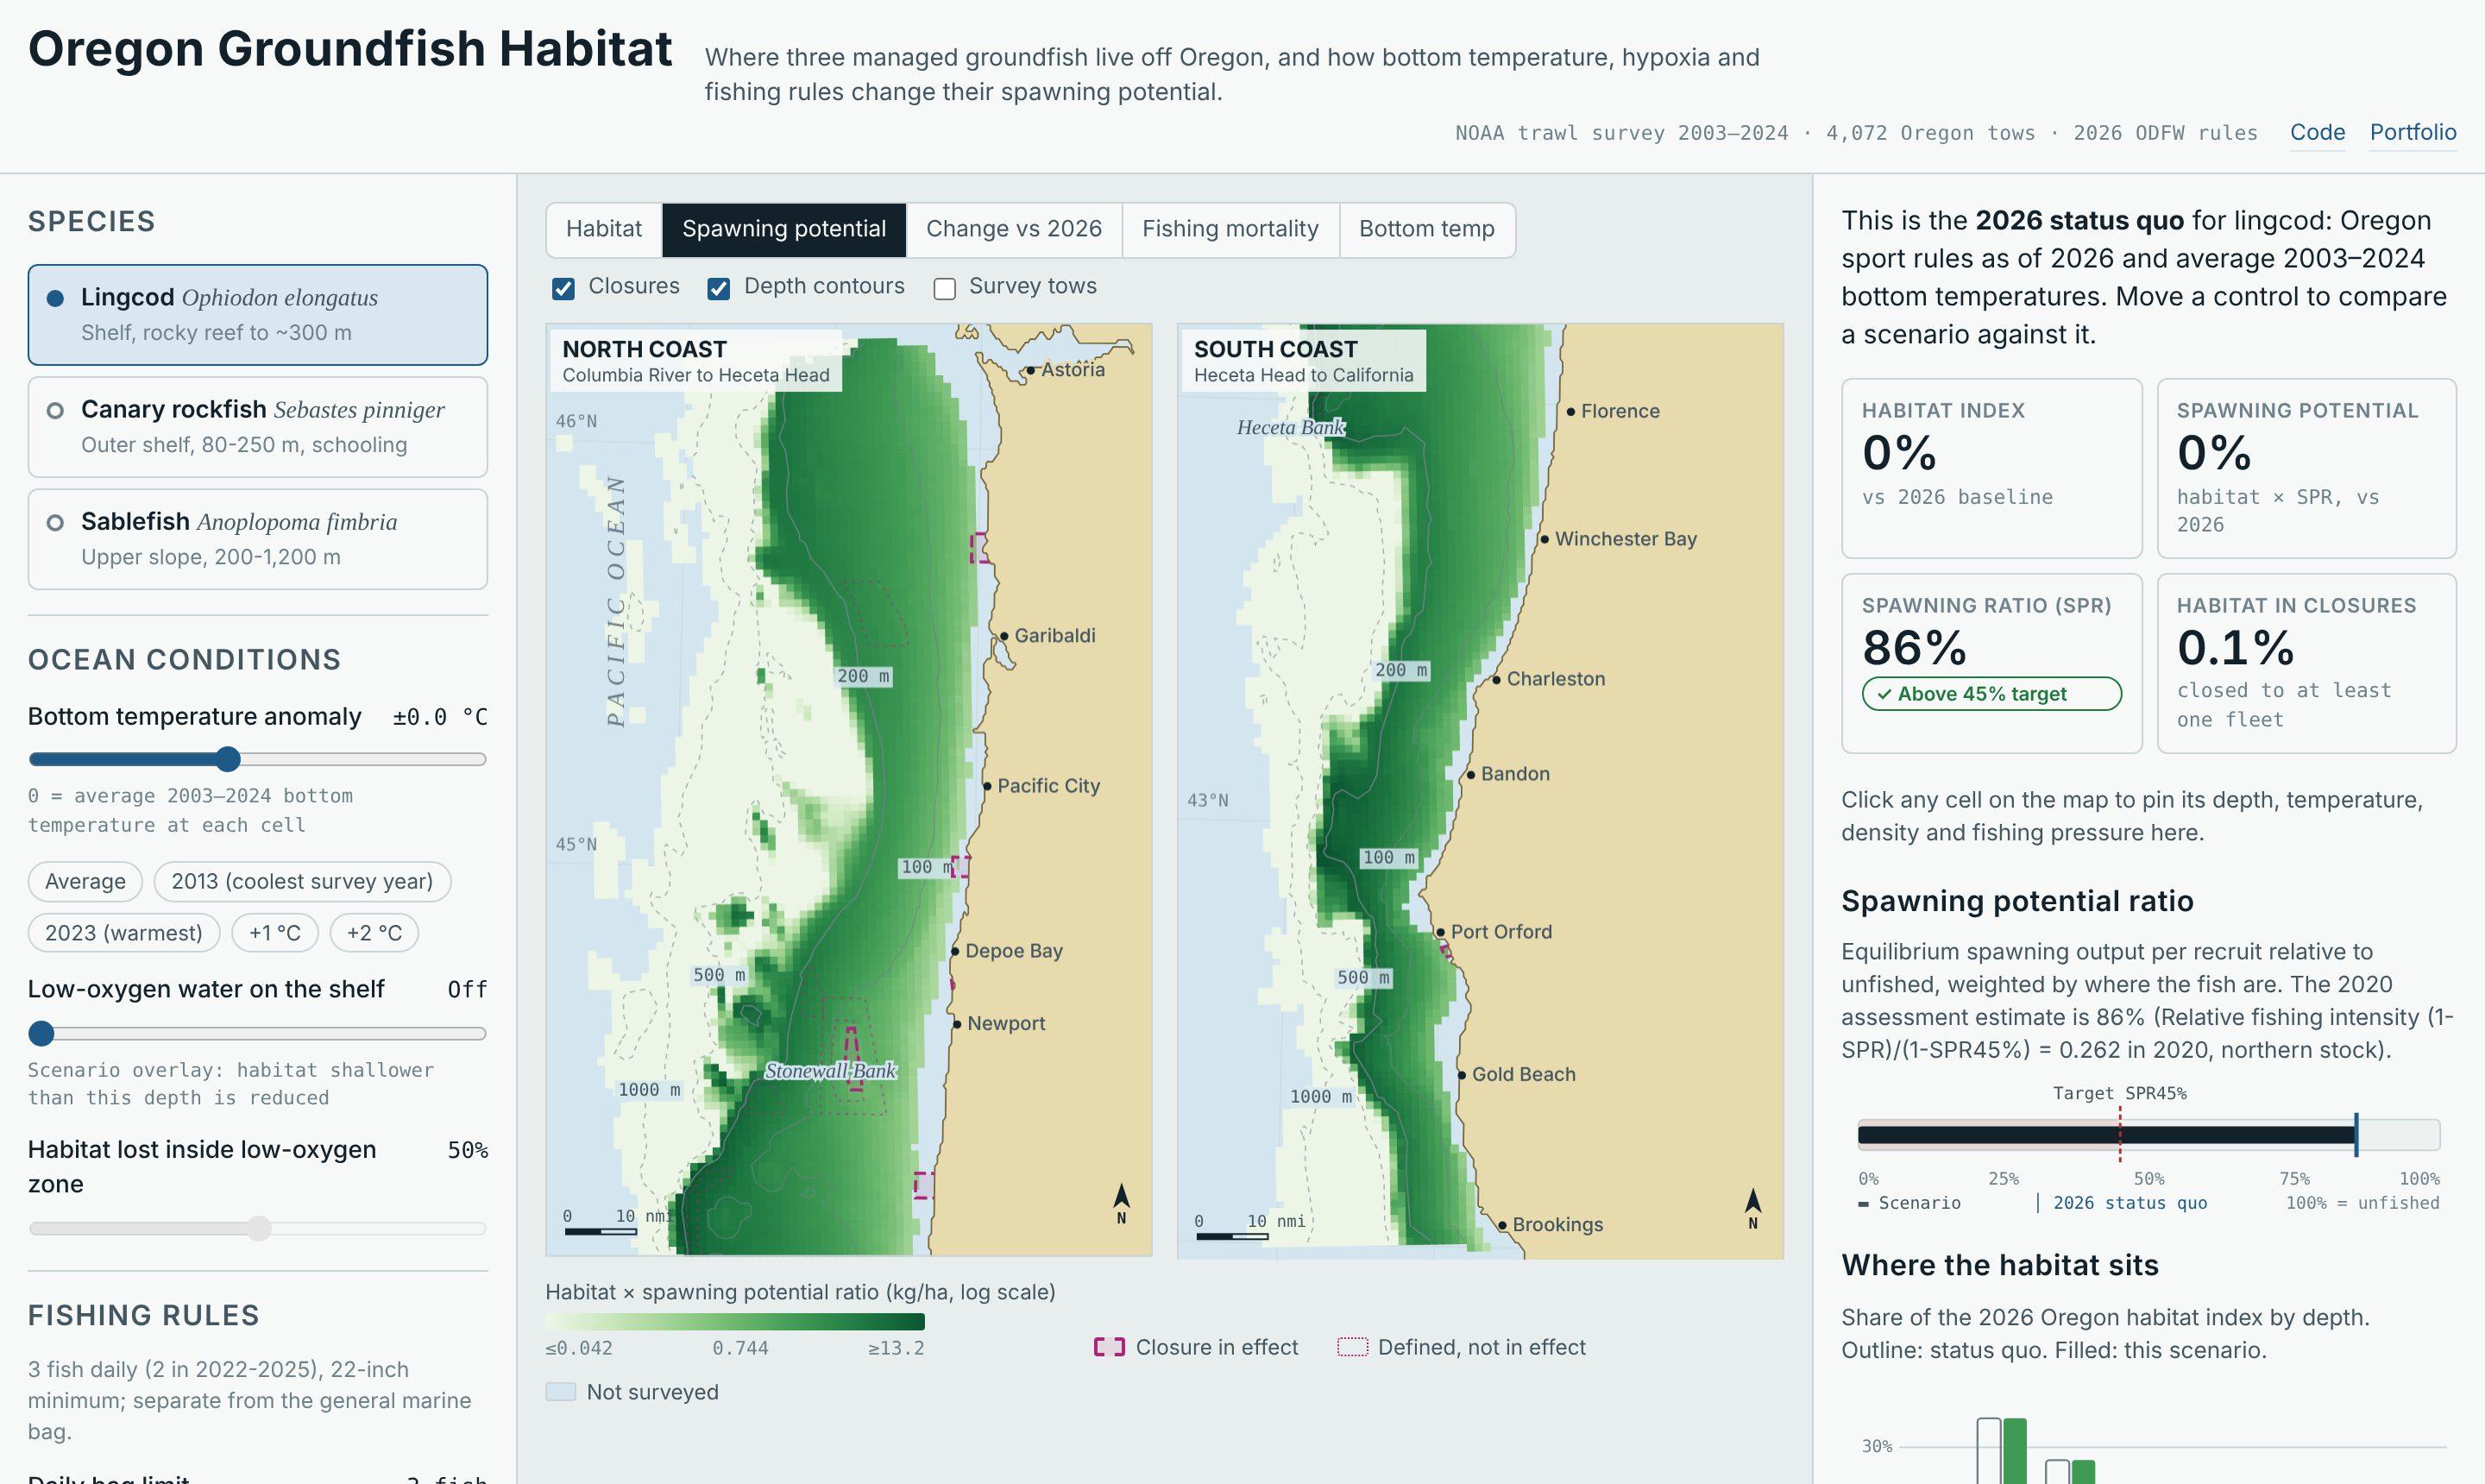 Oregon Groundfish Habitat
Where three managed groundfish live off Oregon, and how bottom temperature, hypoxia and
fishing rules change their spawning potential.
NOAA trawl survey 2003–2024 · 4,072 Oregon tows · 2026 ODFW rules
Code
Portfolio
SPECIES
Lingcod Ophiodon elongatus
Shelf, rocky reef to ~300 m
Canary rockfish Sebastes pinniger
Outer shelf, 80-250 m, schooling
Sablefish Anoplopoma fimbria
Upper slope, 200-1,200 m
OCEAN CONDITIONS
Bottom temperature anomaly ±0.0 °C
0 = average 2003–2024 bottom
temperature at each cell
Average
2013 (coolest survey year)
2023 (warmest)
+1 °C
+2 °C
Low-oxygen water on the shelf Off
Scenario overlay: habitat shallower
than this depth is reduced
Habitat lost inside low-oxygen 50%
zone
FISHING RULES
3 fish daily (2 in 2022-2025), 22-inch
minimum; separate from the general marine
bag.
Daily bag limit 3 fish
Habitat
Spawning potential
Change vs 2026
Fishing mortality
Bottom temp
Closures
Depth contours
Survey tows
NORTH COAST
Columbia River to Heceta Head
Astoria
46°N
PACIFIC OCEAN
Garibaldi
200 m
Pacific City
45°N
100 m
Depoe Bay
500 m
Newport
Stonewall Bank
1000 m
0 10 nmi
N
SOUTH COAST
Heceta Head to California
Florence
Heceta Bank
Winchester Bay
200 m
Charleston
Bandon
43°N
100 m
Port Orford
500 m
Gold Beach
1000 m
0 10 nmi
Brookings
N
Habitat × spawning potential ratio (kg/ha, log scale)
≤0.042 0.744 ≥13.2
Closure in effect
Defined, not in effect
Not surveyed
This is the 2026 status quo for lingcod: Oregon
sport rules as of 2026 and average 2003–2024
bottom temperatures. Move a control to compare
a scenario against it.
HABITAT INDEX
0%
vs 2026 baseline
SPAWNING POTENTIAL
0%
habitat × SPR, vs
2026
SPAWNING RATIO (SPR)
86%
✓ Above 45% target
HABITAT IN CLOSURES
0.1%
closed to at least
one fleet
Click any cell on the map to pin its depth, temperature,
density and fishing pressure here.
Spawning potential ratio
Equilibrium spawning output per recruit relative to
unfished, weighted by where the fish are. The 2020
assessment estimate is 86% (Relative fishing intensity (1-
SPR)/(1-SPR45%) = 0.262 in 2020, northern stock).
Target SPR45%
0% 25% 50% 75% 100%
Scenario
2026 status quo
100% = unfished
Where the habitat sits
Share of the 2026 Oregon habitat index by depth.
Outline: status quo. Filled: this scenario.
30%